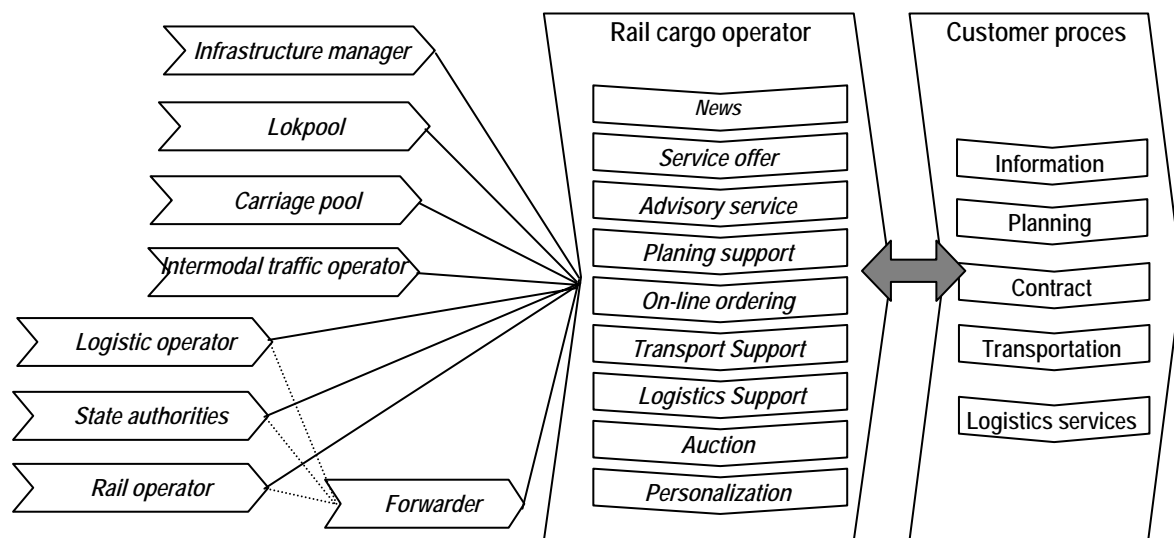 Infrastructure manager
Lokpool
Carriage pool
Intermodal traffic operator
Logistic operator
State authorities
Rail operator
Forwarder
Rail cargo operator
News
Service offer
Advisory service
Planing support
On-line ordering
Transport Support
Logistics Support
Auction
Personalization
Customer proces
Information
Planning
Contract
Transportation
Logistics services